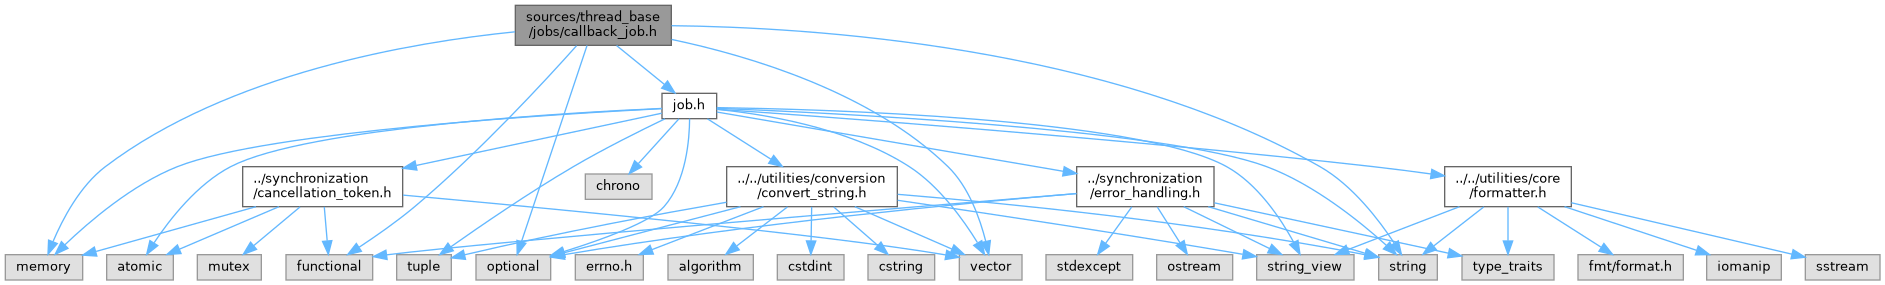 sources/thread_base
/jobs/callback_job.h
job.h
../synchronization
/cancellation_token.h
chrono
../../utilities/conversion
/convert_string.h
../synchronization
/error_handling.h
../../utilities/core
/formatter.h
memory
atomic
mutex
functional
tuple
optional
errno.h
algorithm
cstdint
cstring
vector
stdexcept
ostream
string_view
string
type_traits
fmt/format.h
iomanip
sstream